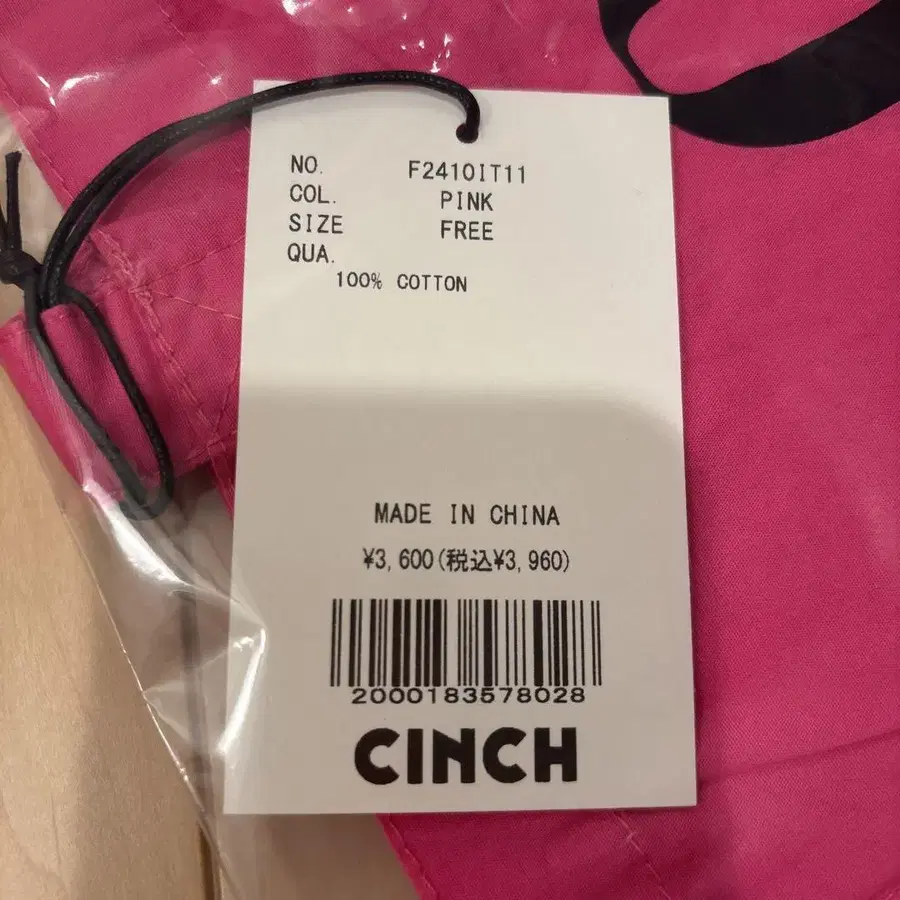 NO. F2410IT11
COL. PINK
SIZE FREE
QUA.
100% COTTON
MADE IN CHINA
¥3,600(税込¥3,960)
2000183578028
CINCH